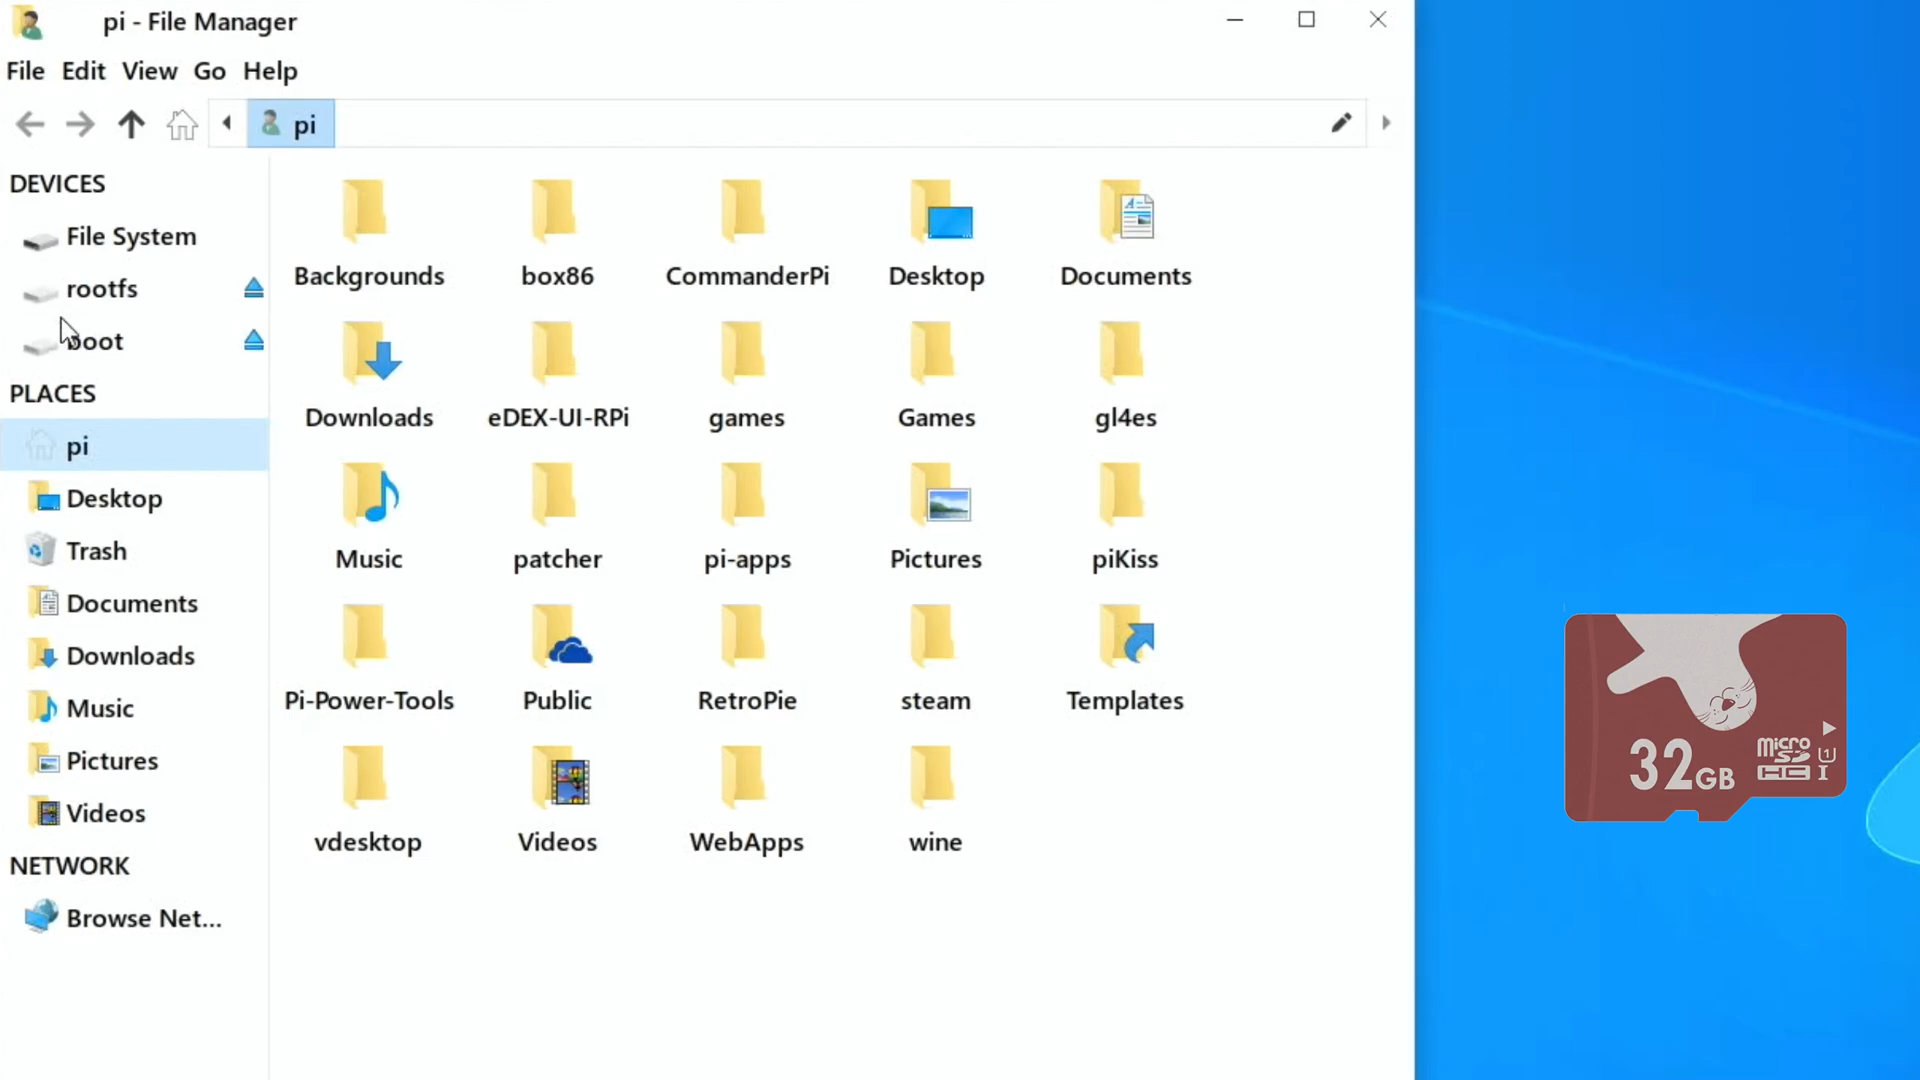 pi - File Manager
File Edit View Go Help
pi
DEVICES
File System
rootfs
boot
PLACES
pi
Desktop
Trash
Documents
Downloads
Music
Pictures
Videos
NETWORK
Browse Net...
Backgrounds box86 CommanderPi Desktop Documents
Downloads eDEX-UI-RPi games Games gl4es
Music patcher pi-apps Pictures piKiss
Pi-Power-Tools Public RetroPie steam Templates
vdesktop Videos WebApps wine
32GB
micro
SD
HC I
1